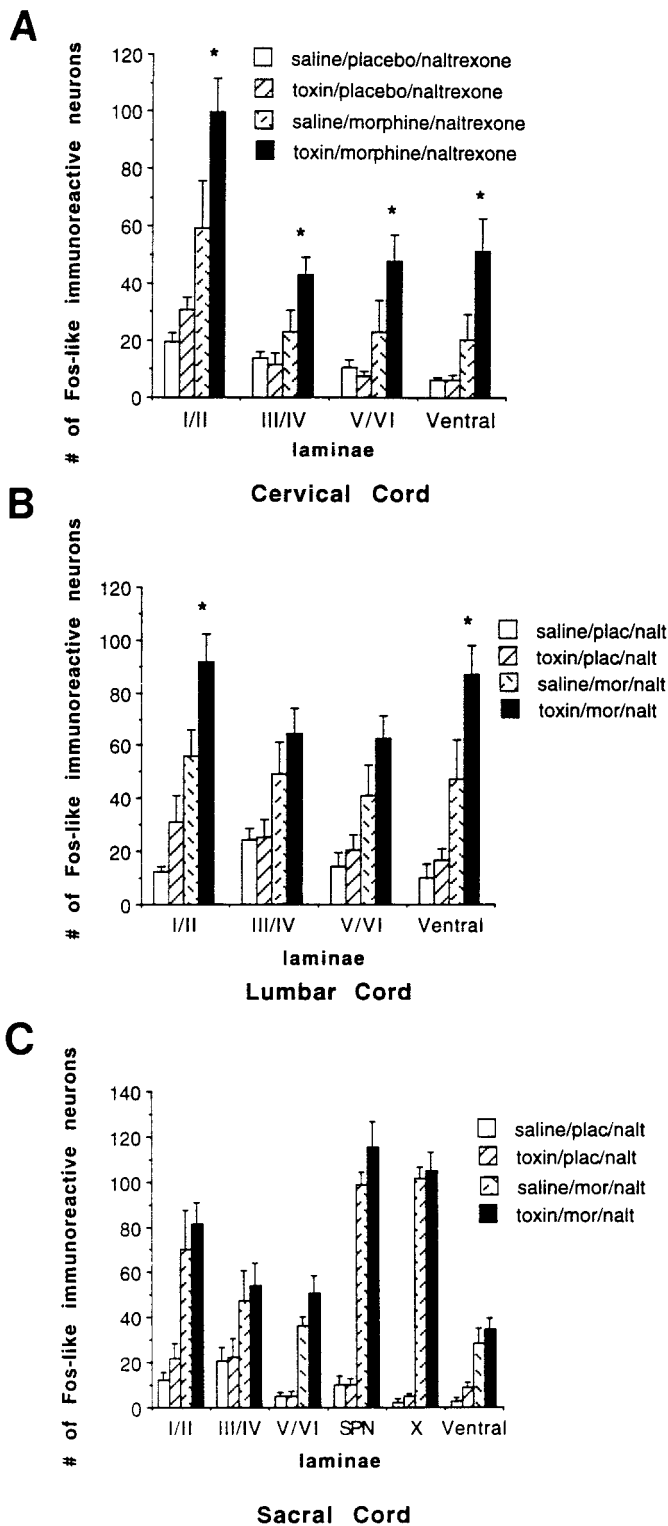 A
# of Fos-like immunoreactive neurons
120
100
80
60
40
20
0
*
*
*
*
saline/placebo/naltrexone
toxin/placebo/naltrexone
saline/morphine/naltrexone
toxin/morphine/naltrexone
I/II III/IV V/VI Ventral
laminae
Cervical Cord
B
# of Fos-like immunoreactive neurons
120
100
80
60
40
20
0
*
*
saline/plac/nalt
toxin/plac/nalt
saline/mor/nalt
toxin/mor/nalt
I/II III/IV V/VI Ventral
laminae
Lumbar Cord
C
# of Fos-like immunoreactive neurons
140
120
100
80
60
40
20
0
saline/plac/nalt
toxin/plac/nalt
saline/mor/nalt
toxin/mor/nalt
I/II III/IV V/VI SPN X Ventral
laminae
Sacral Cord